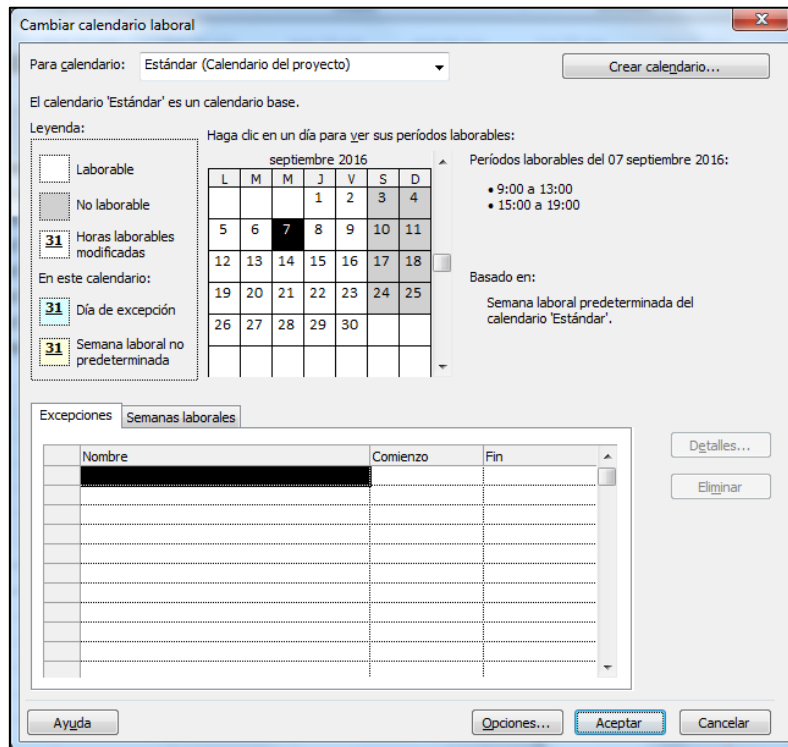 Cambiar calendario laboral
x
Para calendario: Estándar (Calendario del proyecto)
Crear calendario...
El calendario 'Estándar' es un calendario base.
Leyenda:
Laborable
No laborable
31 Horas laborables
modificadas
En este calendario:
31 Día de excepción
31 Semana laboral no
predeterminada
Haga clic en un día para ver sus períodos laborables:
septiembre 2016
L M M J V S D
1 2 3 4
5 6 7 8 9 10 11
12 13 14 15 16 17 18
19 20 21 22 23 24 25
26 27 28 29 30
Períodos laborables del 07 septiembre 2016:
• 9:00 a 13:00
• 15:00 a 19:00
Basado en:
Semana laboral predeterminada del
calendario 'Estándar'.
Excepciones Semanas laborales
Nombre Comienzo Fin
Detalles...
Eliminar
Ayuda Opciones... Aceptar Cancelar